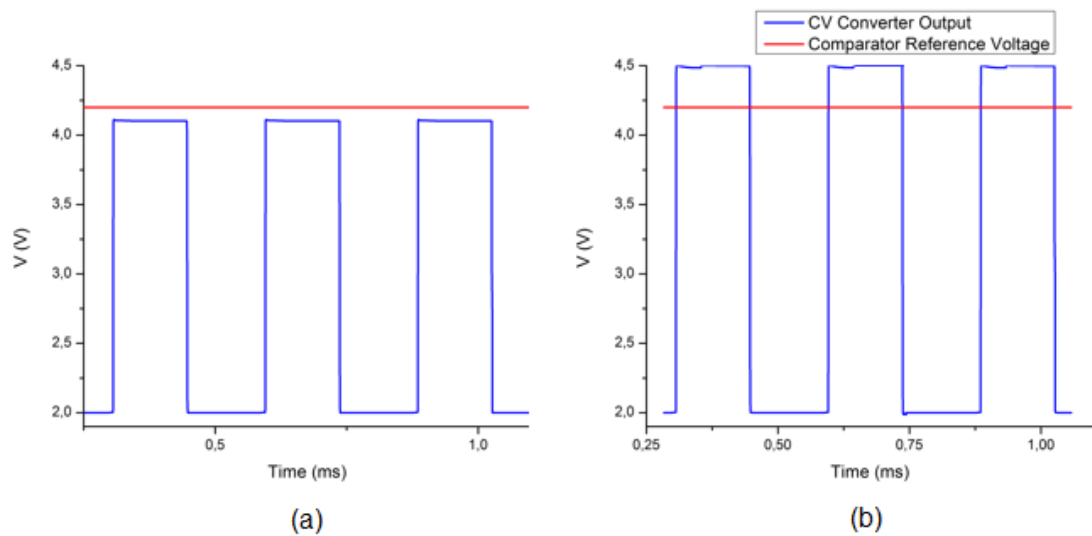 CV Converter Output
Comparator Reference Voltage
4,5
4,0
3,5
3,0
2,5
2,0
V (V)
0,5
1,0
Time (ms)
(a)
4,5
4,0
3,5
3,0
2,5
2,0
V (V)
0,25
0,50
0,75
1,00
Time (ms)
(b)